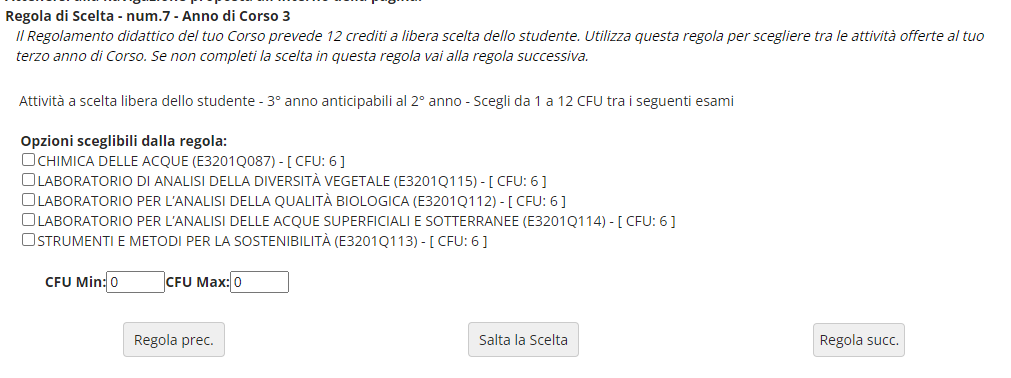 Regola di Scelta - num.7 - Anno di Corso 3
Il Regolamento didattico del tuo Corso prevede 12 crediti a libera scelta dello studente. Utilizza questa regola per scegliere tra le attività offerte al tuo
terzo anno di Corso. Se non completi la scelta in questa regola vai alla regola successiva.
Attività a scelta libera dello studente - 3° anno anticipabili al 2° anno - Scegli da 1 a 12 CFU tra i seguenti esami
Opzioni sceglibili dalla regola:
CHIMICA DELLE ACQUE (E3201Q087) - [ CFU: 6 ]
LABORATORIO DI ANALISI DELLA DIVERSITÀ VEGETALE (E3201Q115) - [ CFU: 6 ]
LABORATORIO PER L'ANALISI DELLA QUALITÀ BIOLOGICA (E3201Q112) - [ CFU: 6 ]
LABORATORIO PER L'ANALISI DELLE ACQUE SUPERFICIALI E SOTTERRANEE (E3201Q114) - [ CFU: 6 ]
STRUMENTI E METODI PER LA SOSTENIBILITÀ (E3201Q113) - [ CFU: 6 ]
CFU Min: 0 CFU Max: 0
Regola prec. Salta la Scelta Regola succ.